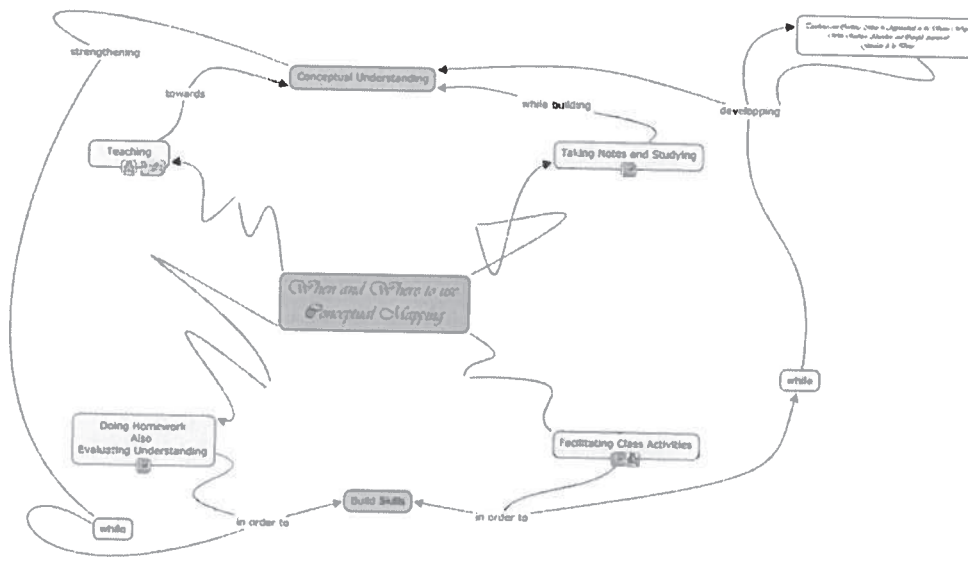 strengthening
Conceptual Understanding
towards
while building
developping
Teaching
Taking Notes and Studying
When and Where to use
Conceptual Mapping
while
Doing Homework
Also
Evaluating Understanding
Facilitating Class Activities
Build Skills
while
in order to
in order to